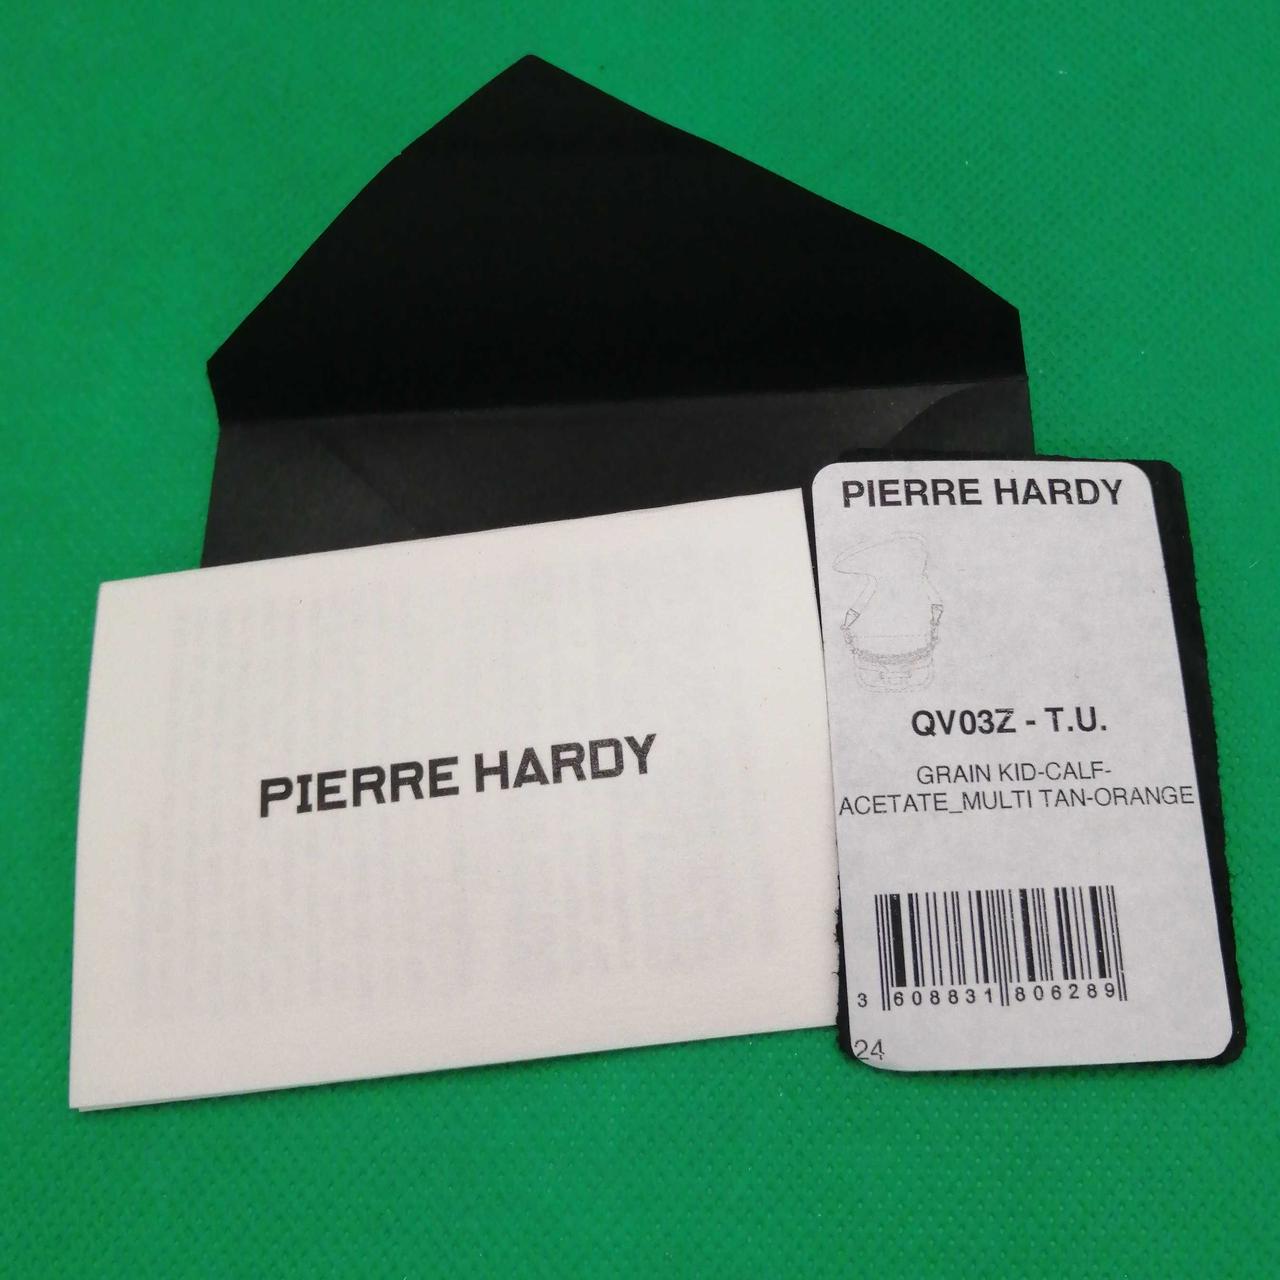 PIERRE HARDY
PIERRE HARDY
QV03Z - T.U.
GRAIN KID-CALF-
ACETATE_MULTI TAN-ORANGE
3 608831 806289
24